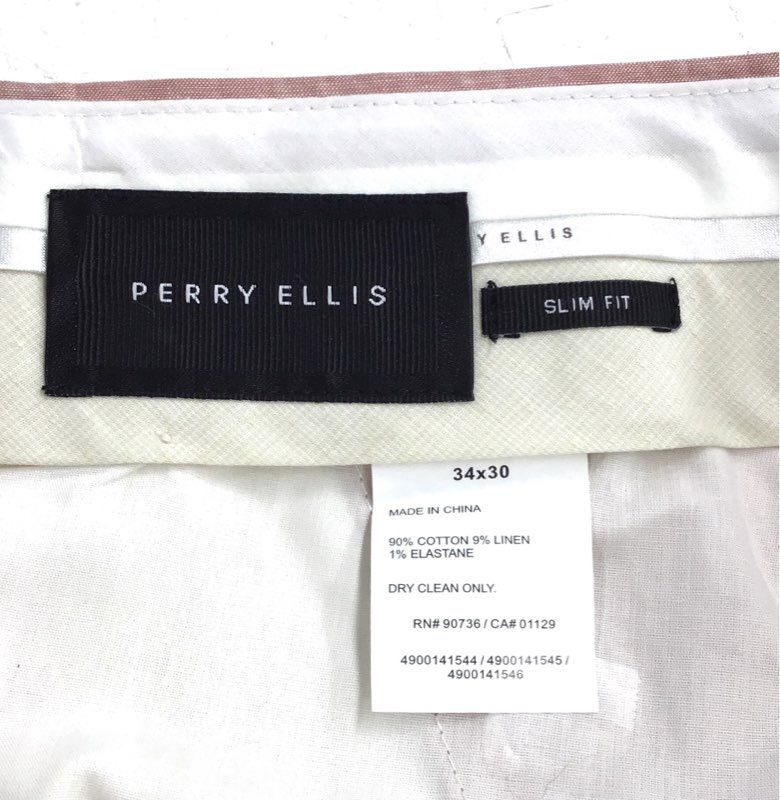 PERRY ELLIS
Y ELLIS
SLIM FIT
34x30
MADE IN CHINA
90% COTTON 9% LINEN
1% ELASTANE
DRY CLEAN ONLY.
RN# 90736 / CA# 01129
4900141544 / 4900141545 /
4900141546